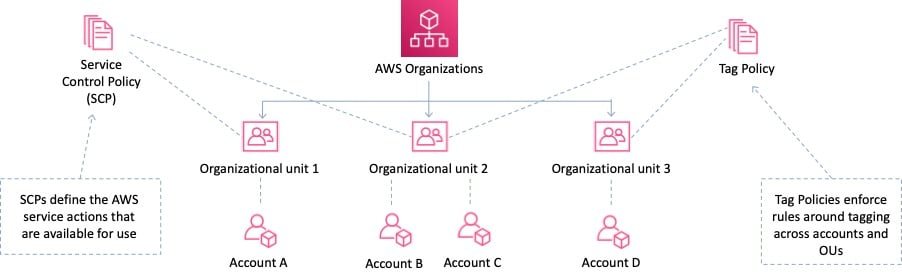 Service
Control Policy
(SCP)
AWS Organizations
Tag Policy
Organizational unit 1
Organizational unit 2
Organizational unit 3
SCPs define the AWS
service actions that
are available for use
Tag Policies enforce
rules around tagging
across accounts and
OUs
Account A
Account B
Account C
Account D